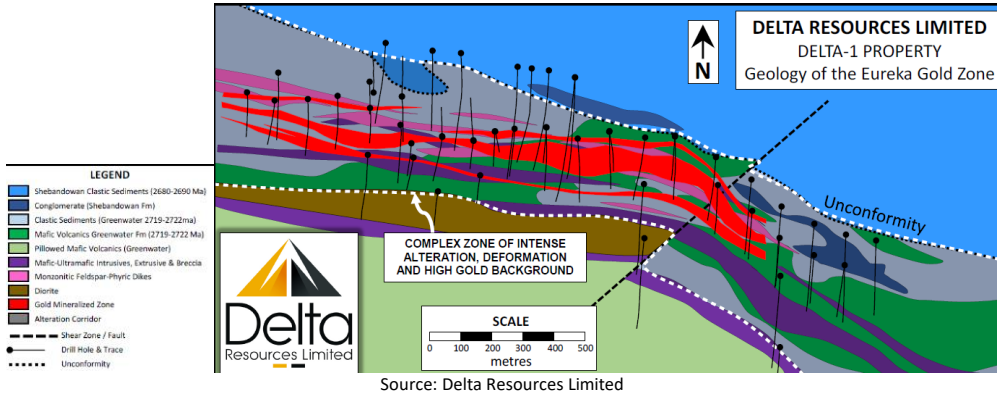 DELTA RESOURCES LIMITED
DELTA-1 PROPERTY
Geology of the Eureka Gold Zone
N
LEGEND
Shebandowan Clastic Sediments (2680-2690 Ma)
Conglomerate (Shebandowan Fm)
Clastic Sediments (Greenwater 2719-2722ma)
Mafic Volcanics Greenwater Fm (2719-2722 Ma)
Pillowed Mafic Volcanics (Greenwater)
Mafic-Ultramafic Intrusives, Extrusive & Breccia
Monzonitic Feldspar-Phyric Dikes
Diorite
Gold Mineralized Zone
Alteration Corridor
Shear Zone / Fault
Drill Hole & Trace
Unconformity
Unconformity
COMPLEX ZONE OF INTENSE
ALTERATION, DEFORMATION
AND HIGH GOLD BACKGROUND
Delta
Resources Limited
SCALE
0 100 200 300 400 500
metres
Source: Delta Resources Limited